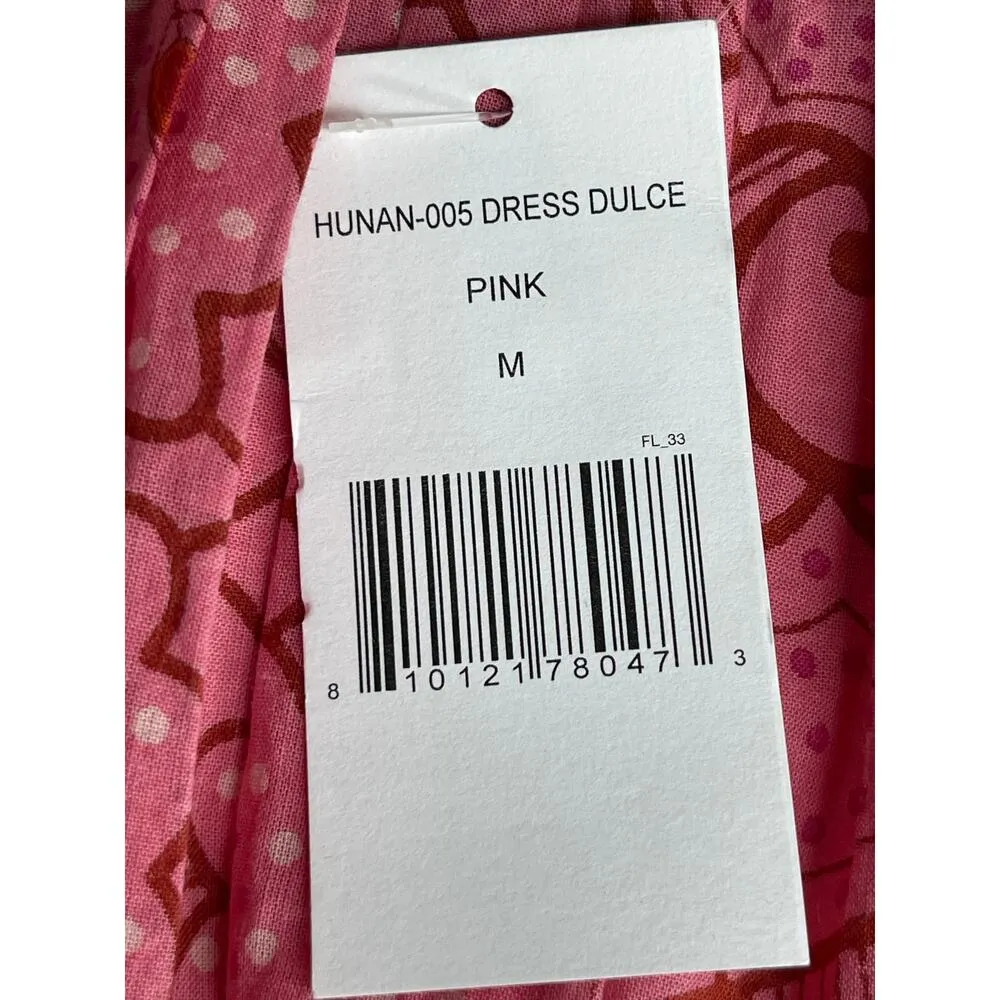 HUNAN-005 DRESS DULCE
PINK
M
FL_33
8 10121 78047 3